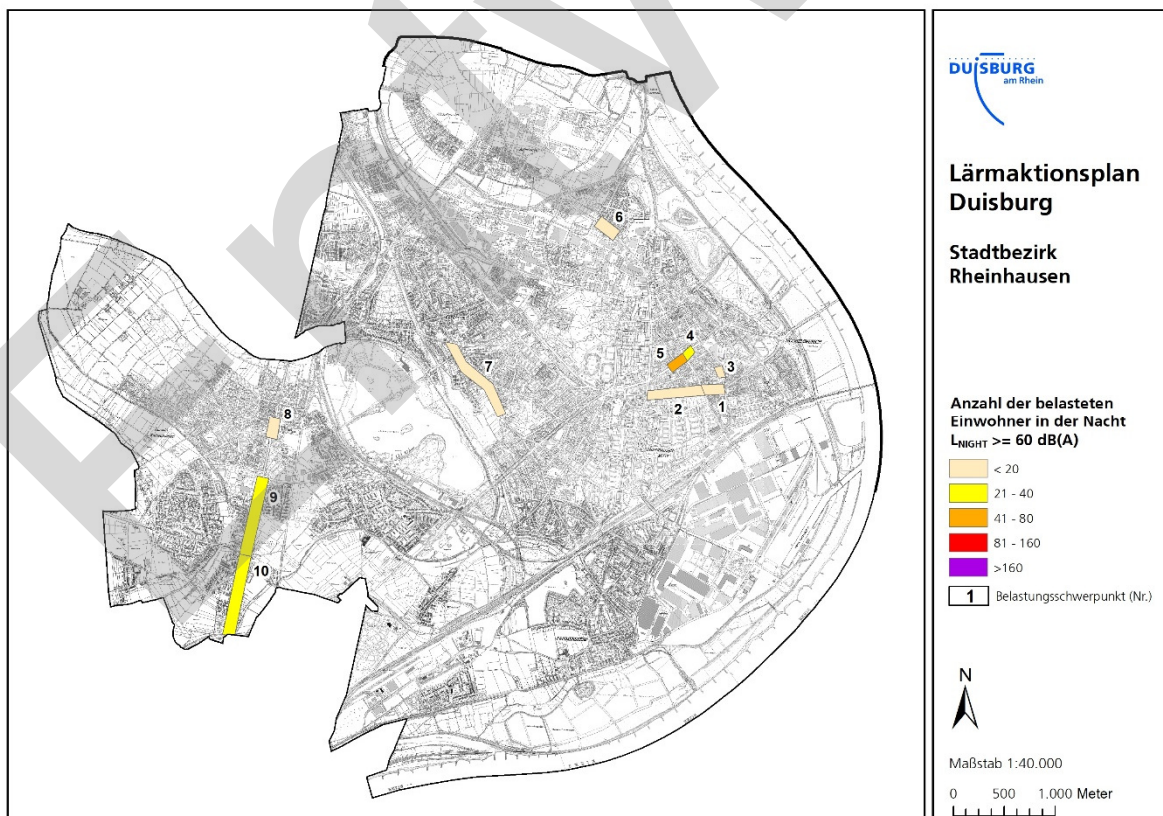 DUISBURG
am Rhein
Lärmaktionsplan
Duisburg
Stadtbezirk
Rheinhausen
Anzahl der belasteten
Einwohner in der Nacht
LNIGHT >= 60 dB(A)
< 20
21 - 40
41 - 80
81 - 160
>160
1 Belastungsschwerpunkt (Nr.)
N
Maßstab 1:40.000
0 500 1.000 Meter
6
4
5
7
3
2
1
8
9
10